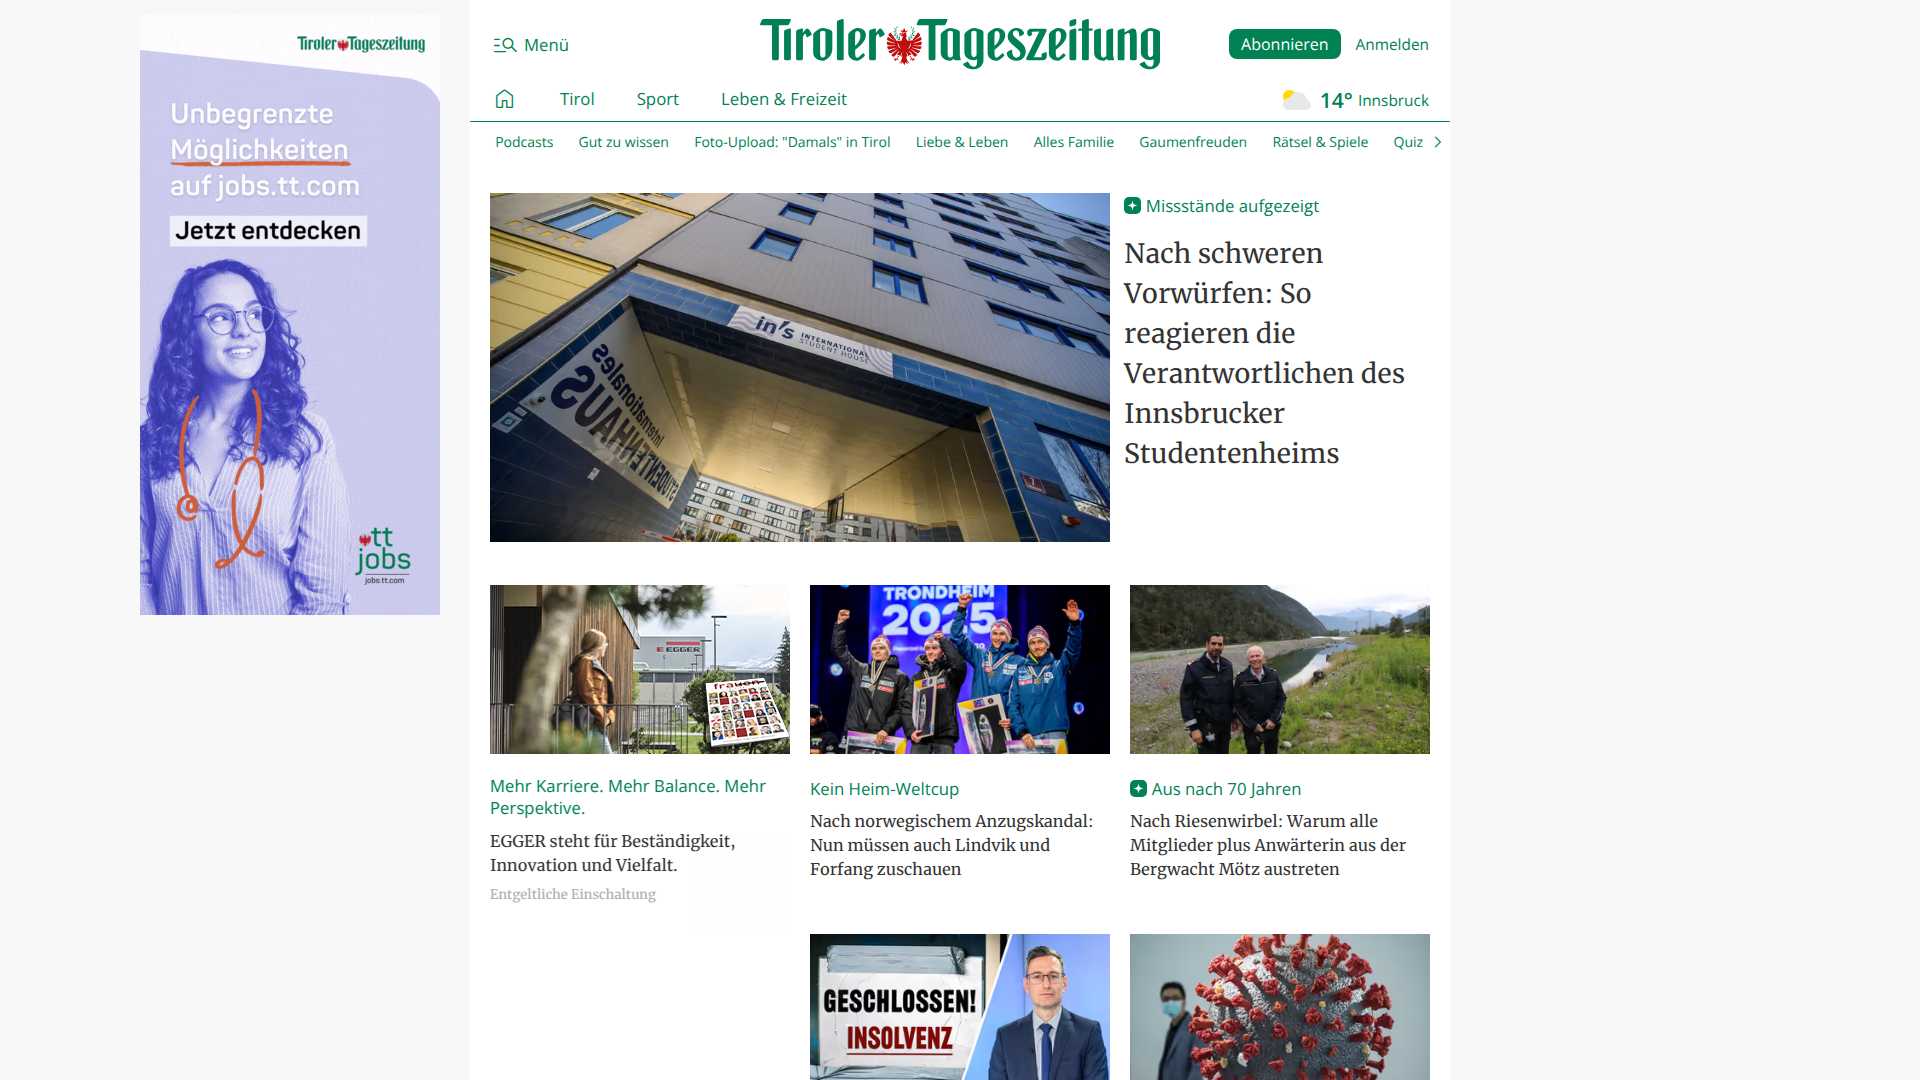 Tiroler Tageszeitung
Unbegrenzte
Möglichkeiten
auf jobs.tt.com
Jetzt entdecken
tt
jobs
jobs.tt.com
Menü
Tiroler Tageszeitung
Abonnieren
Anmelden
Tirol
Sport
Leben & Freizeit
14° Innsbruck
Podcasts
Gut zu wissen
Foto-Upload: "Damals" in Tirol
Liebe & Leben
Alles Familie
Gaumenfreuden
Rätsel & Spiele
Quiz
in's INTERNATIONAL
STUDENT HOUSE
Internationales
STUDENTENHAUS
Missstände aufgezeigt
Nach schweren
Vorwürfen: So
reagieren die
Verantwortlichen des
Innsbrucker
Studentenheims
EGGER
frauen
Mehr Karriere. Mehr Balance. Mehr
Perspektive.
EGGER steht für Beständigkeit,
Innovation und Vielfalt.
Entgeltliche Einschaltung
TRONDHEIM
2025
Kein Heim-Weltcup
Nach norwegischem Anzugskandal:
Nun müssen auch Lindvik und
Forfang zuschauen
Aus nach 70 Jahren
Nach Riesenwirbel: Warum alle
Mitglieder plus Anwärterin aus der
Bergwacht Mötz austreten
GESCHLOSSEN!
INSOLVENZ